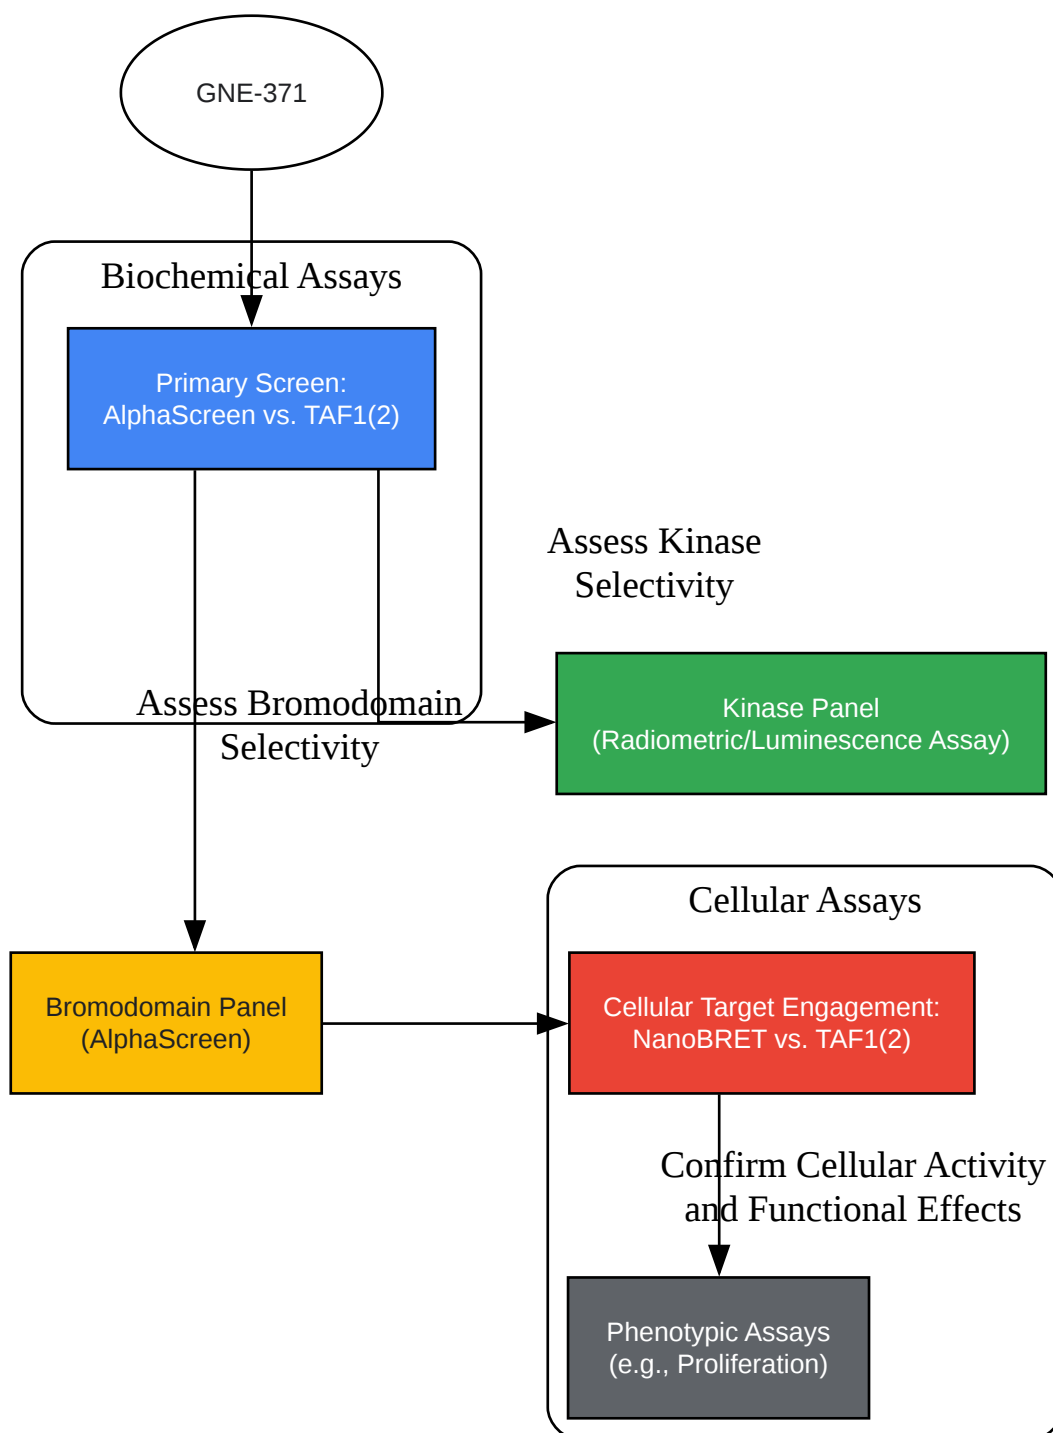 GNE-371
Biochemical Assays
Primary Screen:
AlphaScreen vs. TAF1(2)
Assess Kinase
Selectivity
Assess Bromodomain
Selectivity
Kinase Panel
(Radiometric/Luminescence Assay)
Cellular Assays
Bromodomain Panel
(AlphaScreen)
Cellular Target Engagement:
NanoBRET vs. TAF1(2)
Confirm Cellular Activity
and Functional Effects
Phenotypic Assays
(e.g., Proliferation)